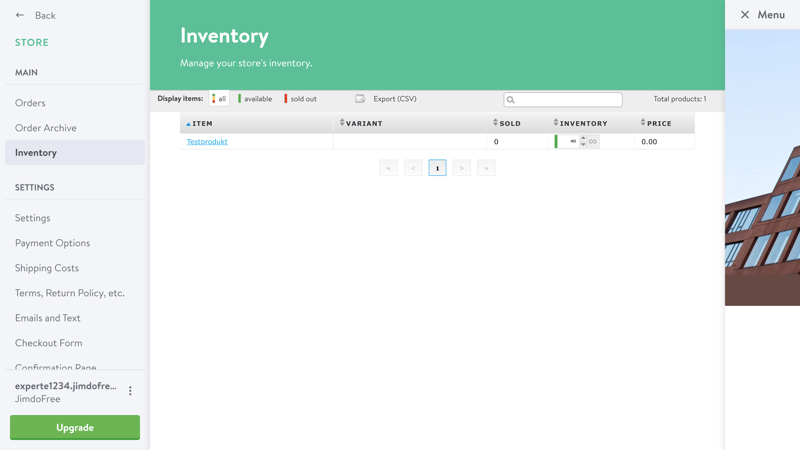 Back
STORE
MAIN
Orders
Order Archive
Inventory
SETTINGS
Settings
Payment Options
Shipping Costs
Terms, Return Policy, etc.
Emails and Text
Checkout Form
Confirmation Page
experte1234.jimdofre...
JimdoFree
Upgrade
Inventory
Manage your store's inventory.
Display items: all available sold out Export (CSV) Total products: 1
ITEM VARIANT SOLD INVENTORY PRICE
Testprodukt 0 ∞ ∞ 0.00
« < 1 > »
Menu